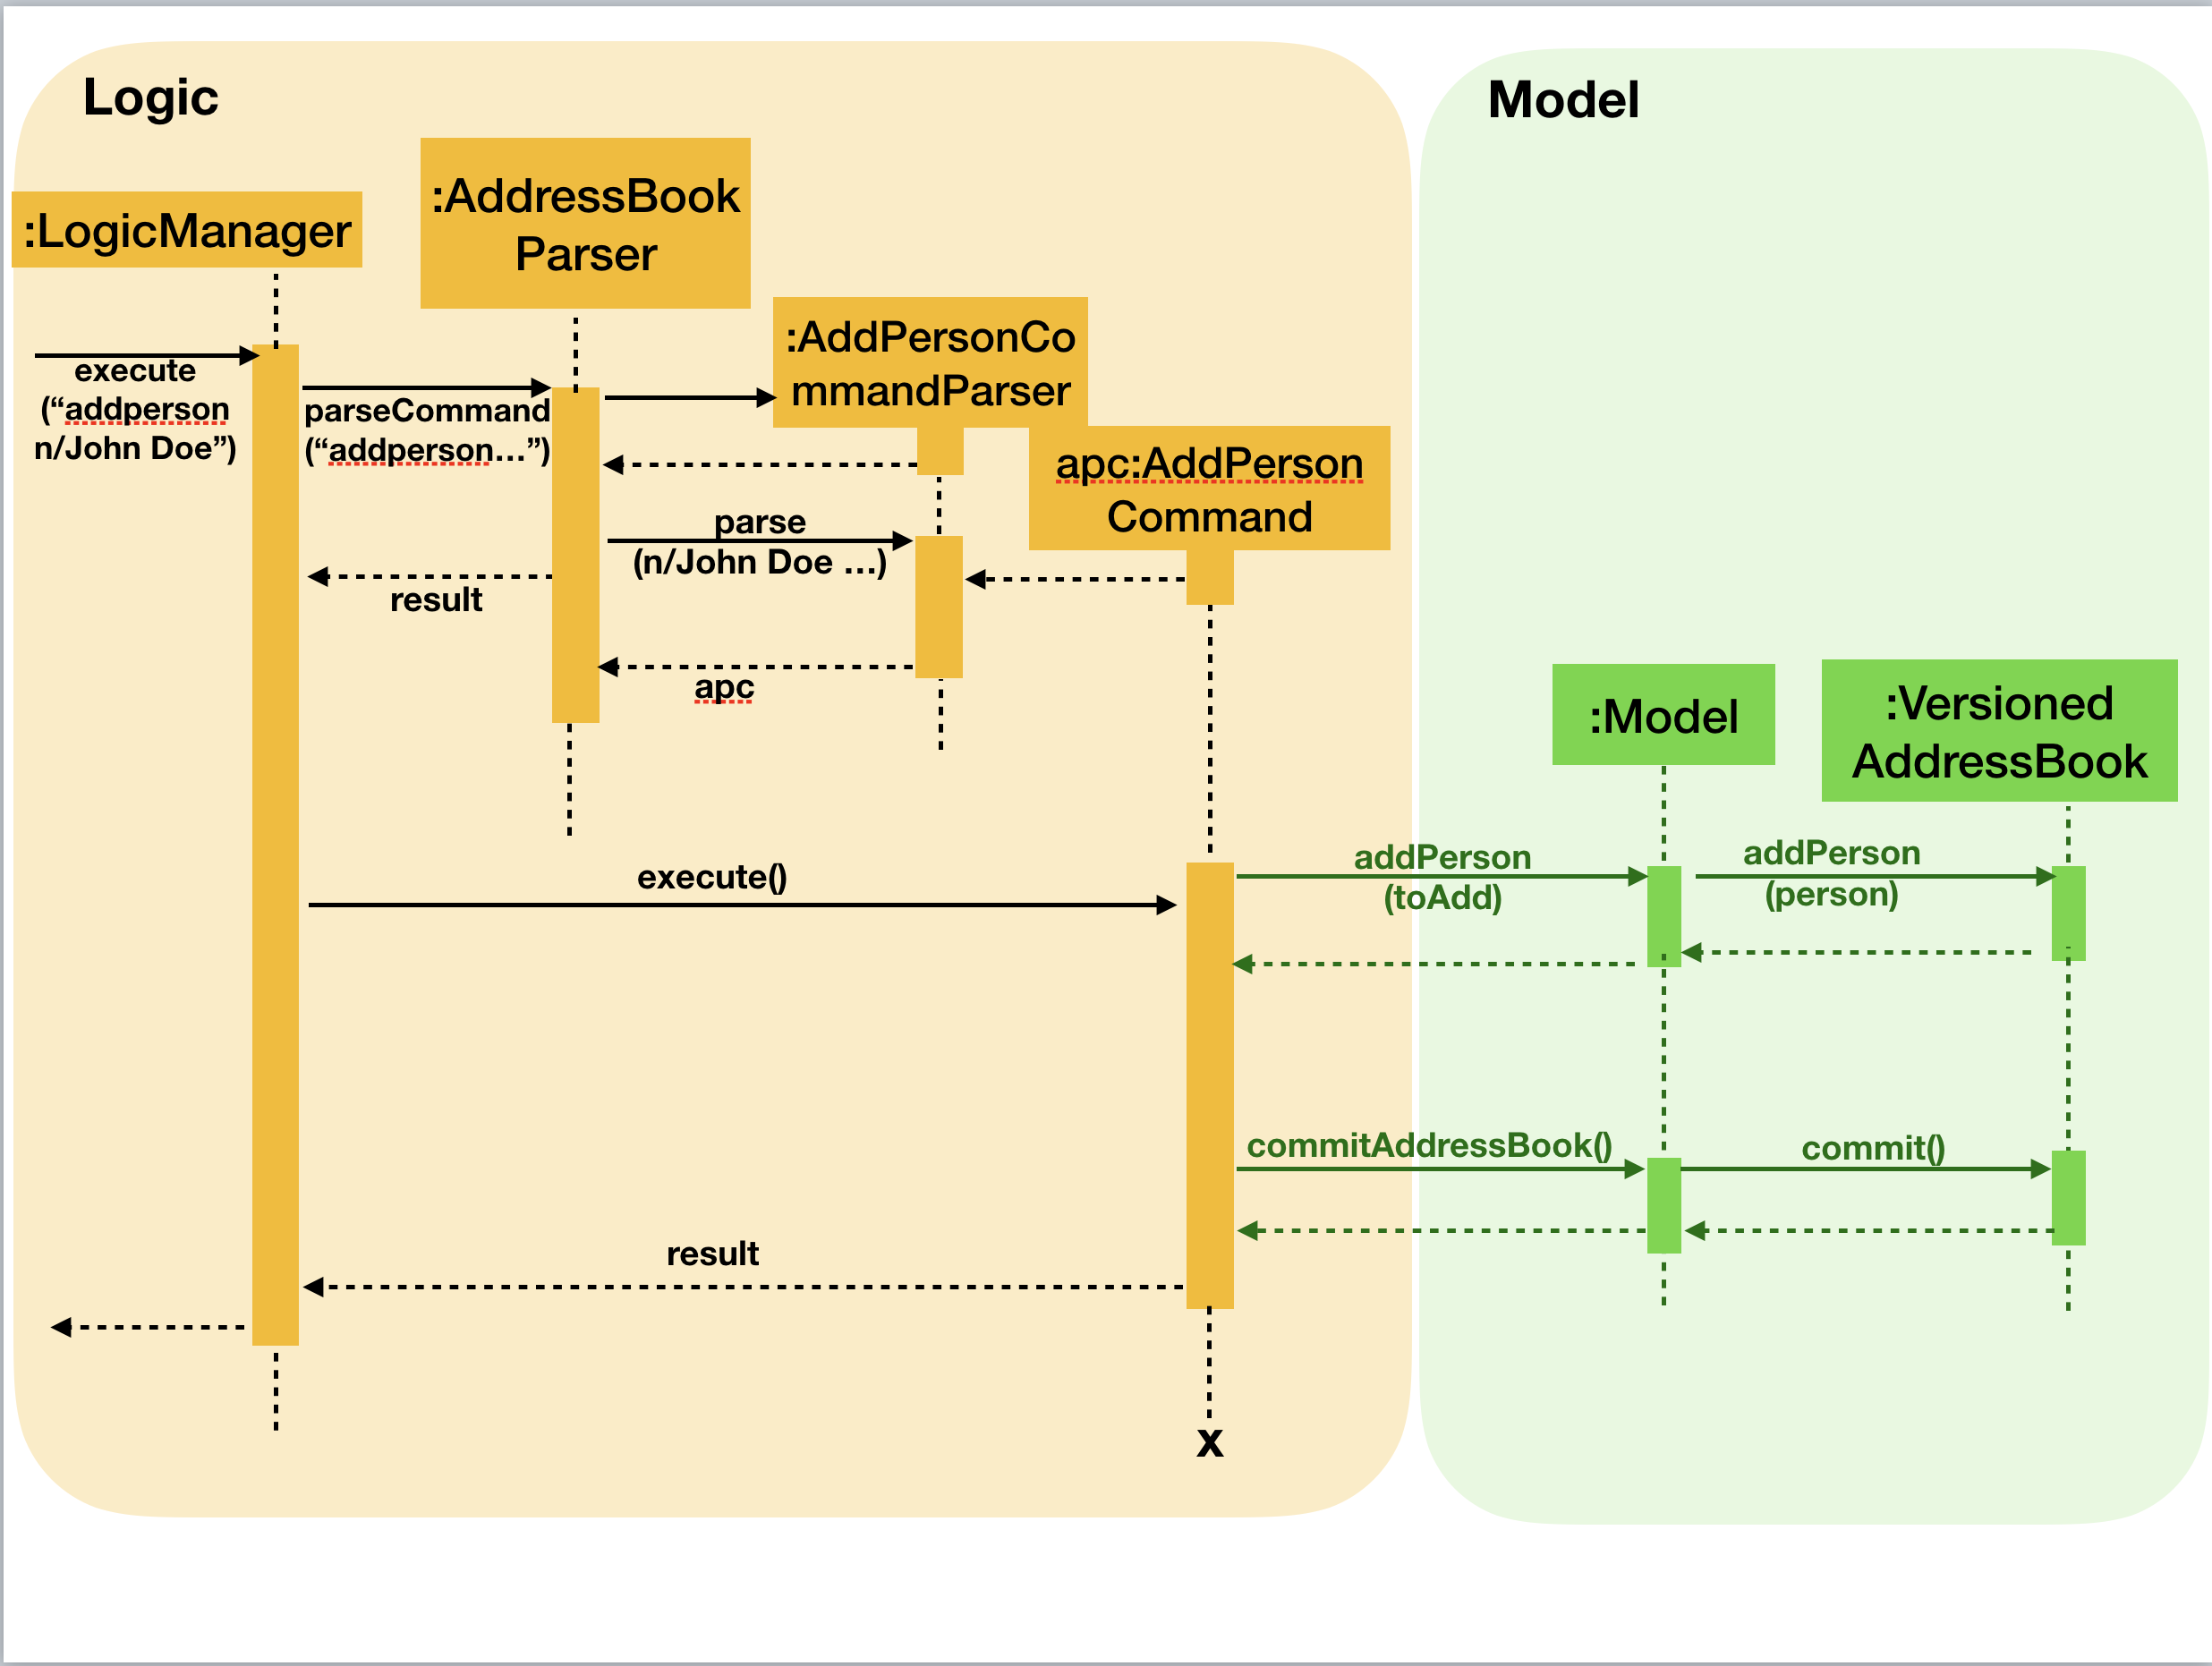 Logic
Model
:LogicManager
:AddressBook
Parser
:AddPersonCo
mmandParser
apc:AddPerson
Command
execute
(“addperson
n/John Doe”)
parseCommand
(“addperson…”)
parse
(n/John Doe …)
result
apc
:Model
:Versioned
AddressBook
execute()
addPerson
(toAdd)
addPerson
(person)
commitAddressBook()
commit()
result
x